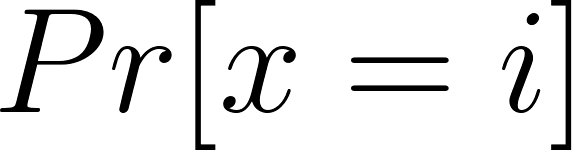 Pr[x = i]